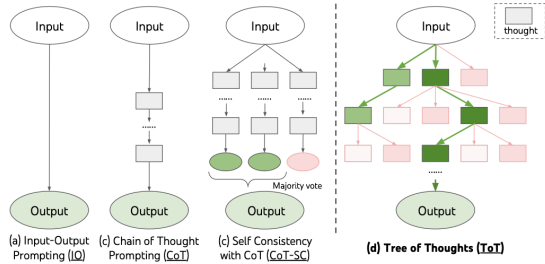 Input
Input
Input
Input
thought
......
......
......
......
......
......
Majority vote
Output
Output
Output
Output
(a) Input-Output
Prompting (IO)
(c) Chain of Thought
Prompting (CoT)
(c) Self Consistency
with CoT (CoT-SC)
(d) Tree of Thoughts (ToT)